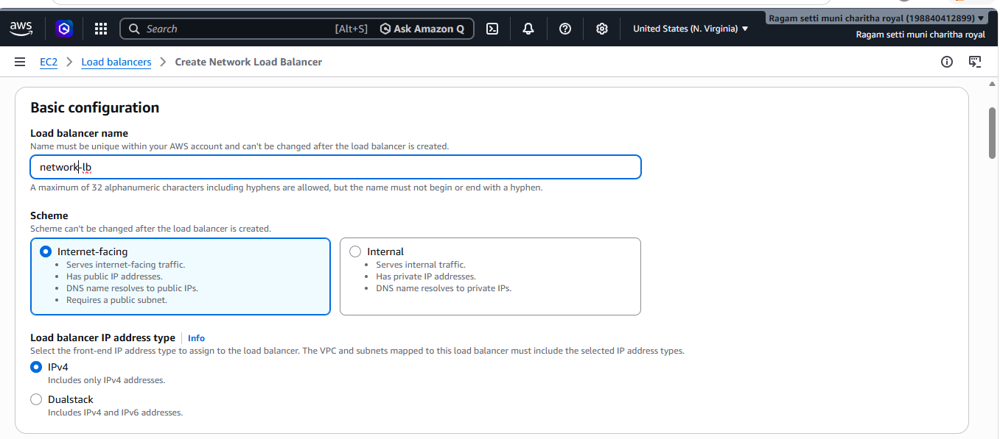 aws
Search
[Alt+S]
Ask Amazon Q
United States (N. Virginia)
Ragam setti muni charitha royal (198840412899)
Ragam setti muni charitha royal
EC2
Load balancers
Create Network Load Balancer
Basic configuration
Load balancer name
Name must be unique within your AWS account and can't be changed after the load balancer is created.
network-lb
A maximum of 32 alphanumeric characters including hyphens are allowed, but the name must not begin or end with a hyphen.
Scheme
Scheme can't be changed after the load balancer is created.
Internet-facing
• Serves internet-facing traffic.
• Has public IP addresses.
• DNS name resolves to public IPs.
• Requires a public subnet.
Internal
• Serves internal traffic.
• Has private IP addresses.
• DNS name resolves to private IPs.
Load balancer IP address type
Info
Select the front-end IP address type to assign to the load balancer. The VPC and subnets mapped to this load balancer must include the selected IP address types.
IPv4
Includes only IPv4 addresses.
Dualstack
Includes IPv4 and IPv6 addresses.